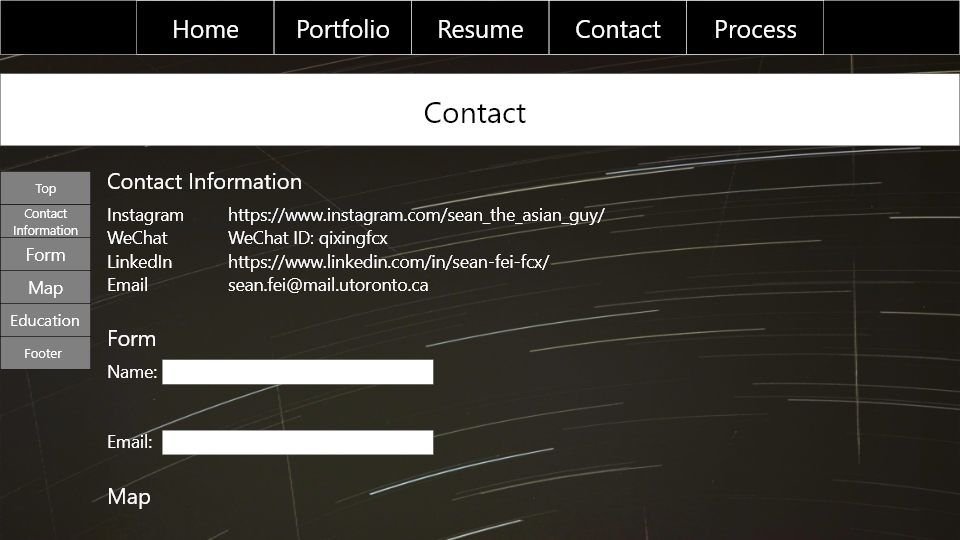 Home Portfolio Resume Contact Process
Contact
Top
Contact
Information
Form
Map
Education
Footer
Contact Information
Instagram https://www.instagram.com/sean_the_asian_guy/
WeChat WeChat ID: qixingfcx
LinkedIn https://www.linkedin.com/in/sean-fei-fcx/
Email sean.fei@mail.utoronto.ca
Form
Name:
Email:
Map